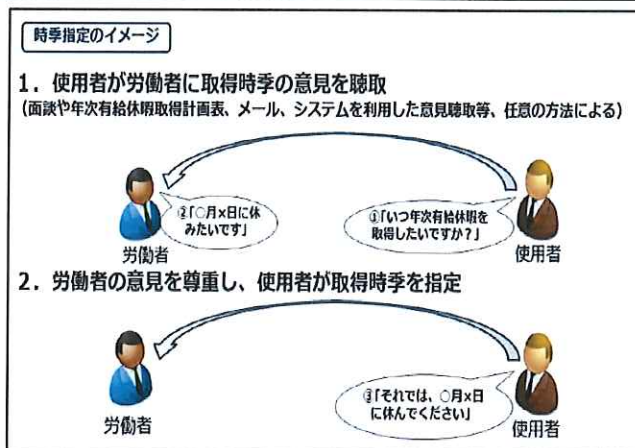 時季指定のイメージ
1．使用者が労働者に取得時季の意見を聴取
（面談や年次有給休暇取得計画表、メール、システムを利用した意見聴取等、任意の方法による）
②「○月×日に休
みたいです」
①「いつ年次有給休暇を
取得したいですか？」
労働者
使用者
2．労働者の意見を尊重し、使用者が取得時季を指定
③「それでは、○月×日
に休んでください」
労働者
使用者